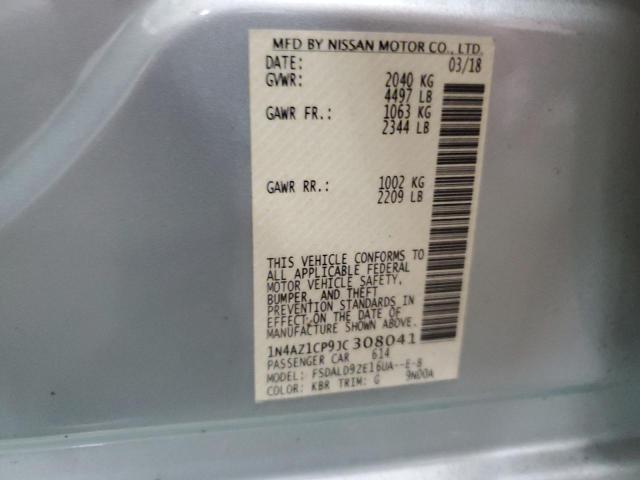 MFD BY NISSAN MOTOR CO., LTD.
DATE: 03/18
GVWR: 2040 KG
4497 LB
GAWR FR.: 1063 KG
2344 LB
GAWR RR.: 1002 KG
2209 LB
THIS VEHICLE CONFORMS TO
ALL APPLICABLE FEDERAL
MOTOR VEHICLE SAFETY,
BUMPER, AND THEFT
PREVENTION STANDARDS IN
EFFECT ON THE DATE OF
MANUFACTURE SHOWN ABOVE.
1N4AZ1CP9JC308041
PASSENGER CAR 614
MODEL: FSDALD92E16UA--E-B
COLOR: KBR TRIM: G 9N00A